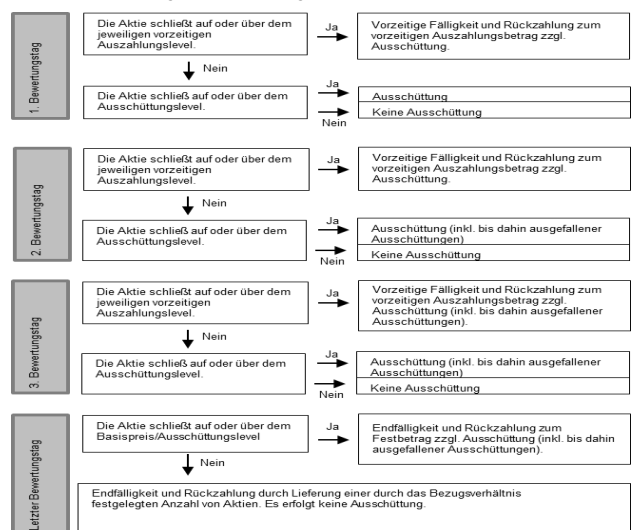 1. Bewertungstag
Die Aktie schließt auf oder über dem
jeweiligen vorzeitigen
Auszahlungslevel.
Ja
Vorzeitige Fälligkeit und Rückzahlung zum
vorzeitigen Auszahlungsbetrag zzgl.
Ausschüttung.
Nein
Die Aktie schließ auf oder über dem
Ausschüttungslevel.
Ja
Ausschüttung
Nein
Keine Ausschüttung
2. Bewertungstag
Die Aktie schließt auf oder über dem
jeweiligen vorzeitigen
Auszahlungslevel.
Ja
Vorzeitige Fälligkeit und Rückzahlung zum
vorzeitigen Auszahlungsbetrag zzgl.
Ausschüttung.
Nein
Die Aktie schließ auf oder über dem
Ausschüttungslevel.
Ja
Ausschüttung (inkl. bis dahin ausgefallener
Ausschüttungen)
Nein
Keine Ausschüttung
3. Bewertungstag
Die Aktie schließt auf oder über dem
jeweiligen vorzeitigen
Auszahlungslevel.
Ja
Vorzeitige Fälligkeit und Rückzahlung zum
vorzeitigen Auszahlungsbetrag zzgl.
Ausschüttung (inkl. bis dahin ausgefallener
Ausschüttungen).
Nein
Die Aktie schließ auf oder über dem
Ausschüttungslevel.
Ja
Ausschüttung (inkl. bis dahin ausgefallener
Ausschüttungen)
Nein
Keine Ausschüttung
Letzter Bewertungstag
Die Aktie schließt auf oder über dem
Basispreis/Ausschüttungslevel
Ja
Endfälligkeit und Rückzahlung zum
Festbetrag zzgl. Ausschüttung (inkl. bis dahin
ausgefallener Ausschüttungen).
Nein
Endfälligkeit und Rückzahlung durch Lieferung einer durch das Bezugsverhältnis
festgelegten Anzahl von Aktien. Es erfolgt keine Ausschüttung.